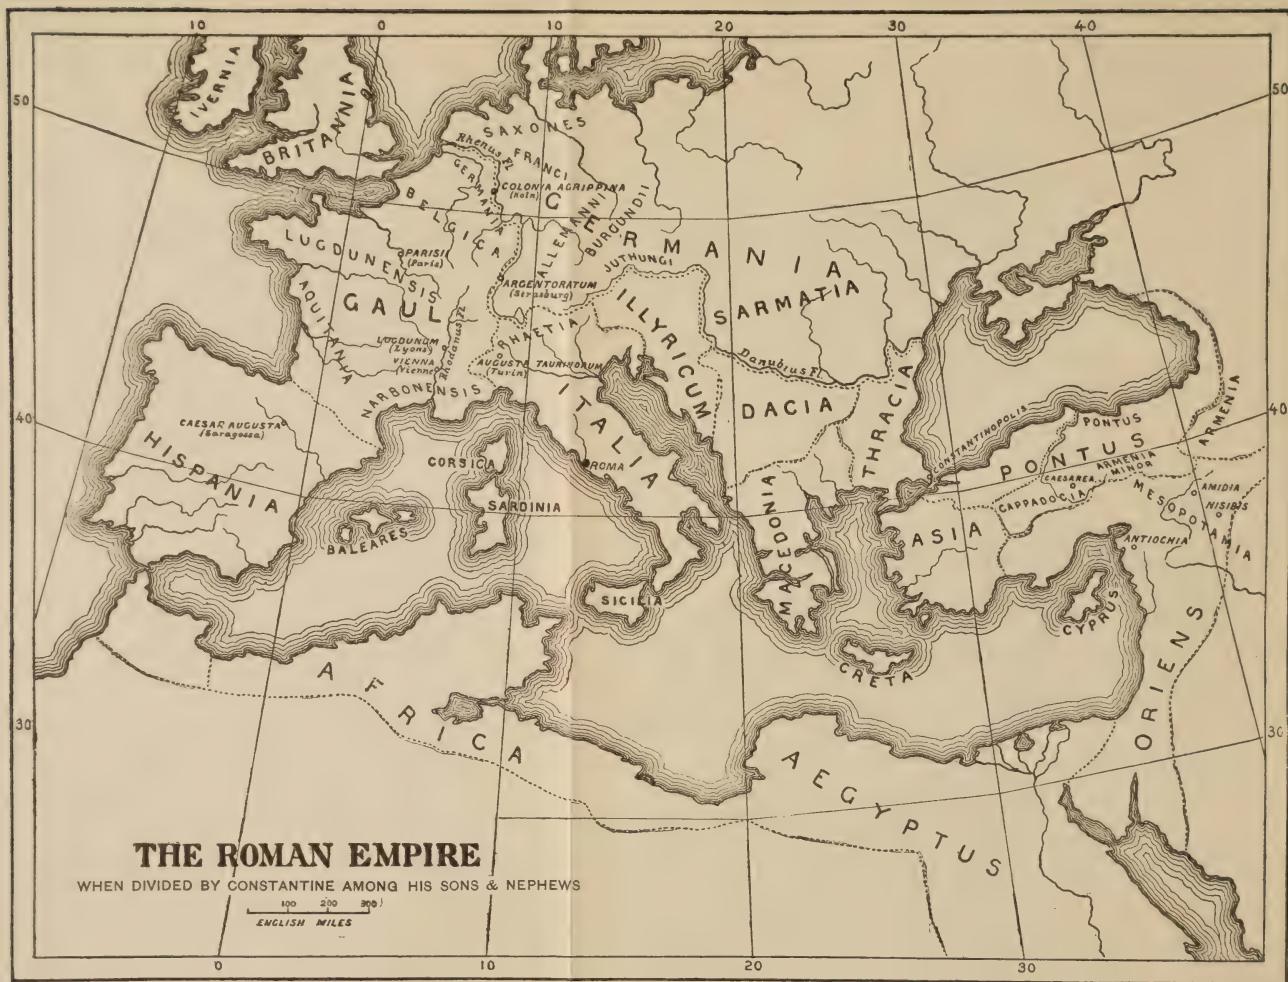 10 0 10 20 30 40
50 50
IVERNIA
BRITANNIA
SAXONES
Rhenus Fl.
FRANCI
GERMANIA
COLONIA AGRIPPINA
(Koln)
BELGICA
ALLEMANNI
BURGUNDII
GERMANIA
JUTHUNGI
LUGDUNENSIS
PARISII
(Paris)
ARGENTORATUM
(Strasburg)
SARMATIA
AQUITANIA
GAUL
LUGDUNUM
(Lyons)
VIENNA
(Vienne)
Rhodanus Fl.
RHAETIA
ILLYRICUM
AUGUSTA TAURINORUM
(Turin)
Danubius Fl.
NARBONENSIS
ITALIA
DACIA
THRACIA
40 40
CAESAR AUGUSTA
(Saragossa)
HISPANIA
CORSICA
ROMA
SARDINIA
BALEARES
SICILIA
MACEDONIA
CONSTANTINOPOLIS
PONTUS
PONTUS
ARMENIA
ARMENIA
MINOR
CAESAREA
CAPPADOCIA
AMIDIA
NISIBIS
MESOPOTAMIA
ASIA
ANTIOCHIA
CYPRUS
CRETA
ORIENS
30 30
AFRICA
AEGYPTUS
THE ROMAN EMPIRE
WHEN DIVIDED BY CONSTANTINE AMONG HIS SONS & NEPHEWS
100 200 300
ENGLISH MILES
0 10 20 30